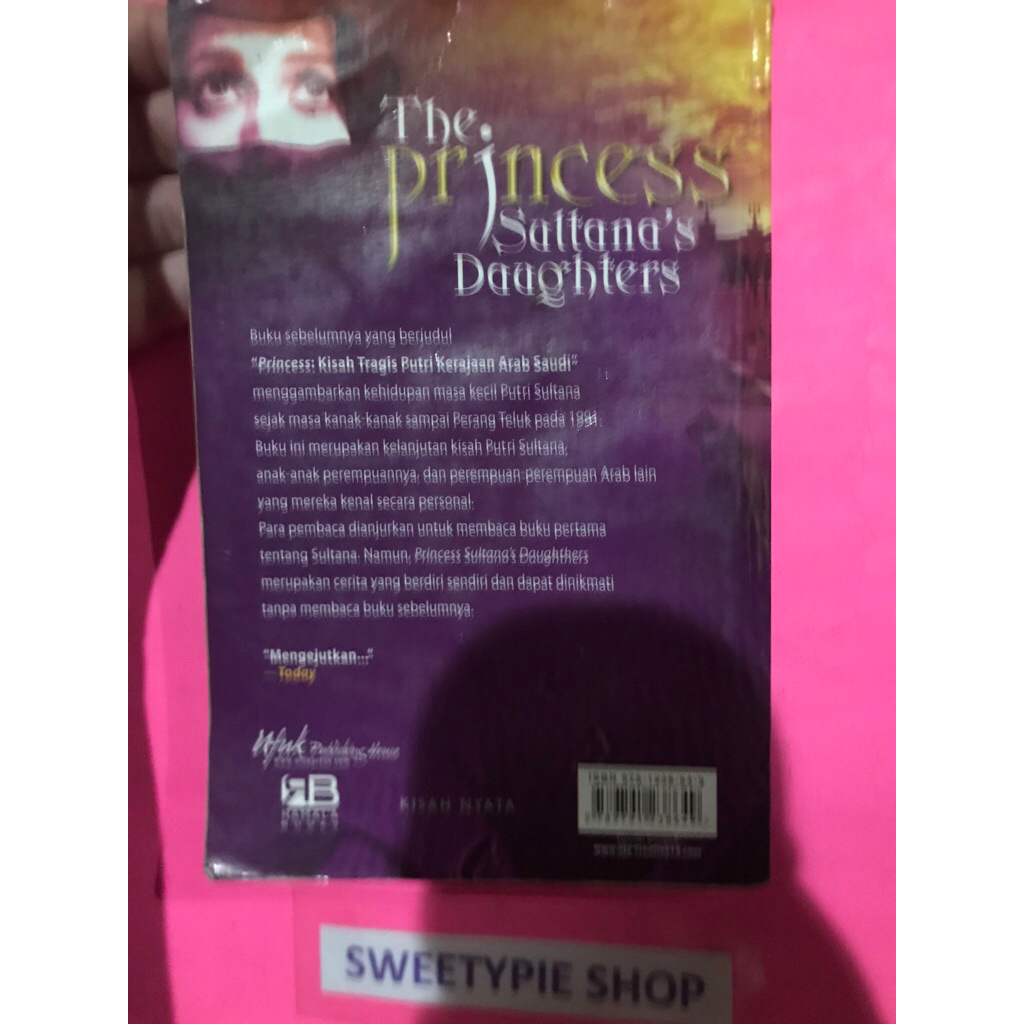 The
princess
Sultana's
Daughters
Buku sebelumnya yang berjudul
"Princess: Kisah Tragis Putri Kerajaan Arab Saudi"
menggambarkan kehidupan masa kecil Putri Sultana
sejak masa kanak-kanak sampai Perang Teluk pada 1991.
Buku ini merupakan kelanjutan kisah Putri Sultana,
anak-anak perempuannya, dan perempuan-perempuan Arab lain
yang mereka kenal secara personal.
Para pembaca dianjurkan untuk membaca buku pertama
tentang Sultana. Namun, Princess Sultana's Daughthers
merupakan cerita yang berdiri sendiri dan dapat dinikmati
tanpa membaca buku sebelumnya.
"Mengejutkan..."
—Today
Publishing House
RB
KISAH NYATA
ISBN
SWEETYPIE SHOP